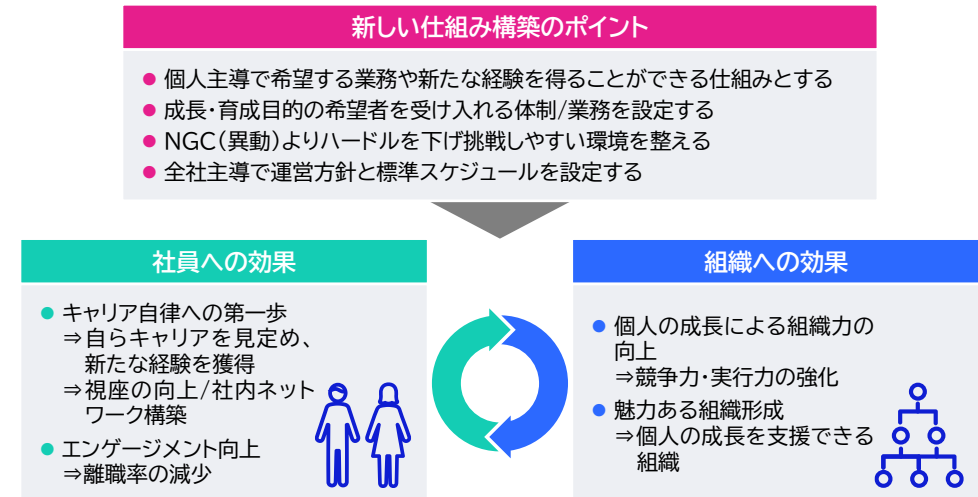 新しい仕組み構築のポイント
● 個人主導で希望する業務や新たな経験を得ることができる仕組みとする
● 成長・育成目的の希望者を受け入れる体制/業務を設定する
● NGC(異動)よりハードルを下げ挑戦しやすい環境を整える
● 全社主導で運営方針と標準スケジュールを設定する
社員への効果
● キャリア自律への第一歩
⇒自らキャリアを見定め、
新たな経験を獲得
⇒視座の向上/社内ネット
ワーク構築
● エンゲージメント向上
⇒離職率の減少
組織への効果
● 個人の成長による組織力の
向上
⇒競争力・実行力の強化
● 魅力ある組織形成
⇒個人の成長を支援できる
組織